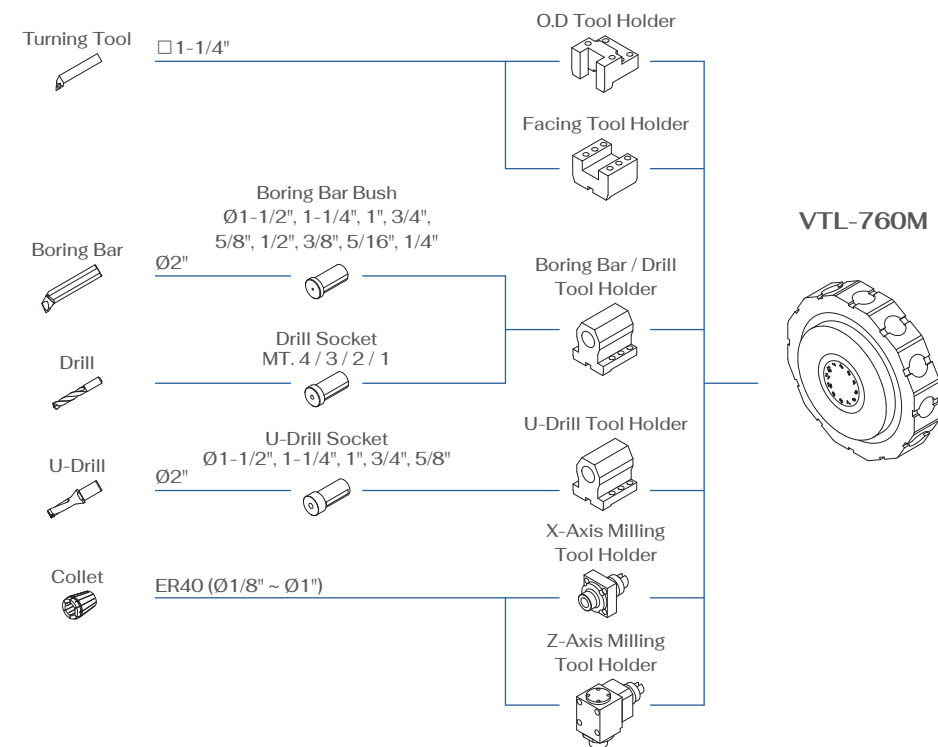 O.D Tool Holder
Turning Tool
□1-1/4"
Facing Tool Holder
Boring Bar Bush
Ø1-1/2", 1-1/4", 1", 3/4",
5/8", 1/2", 3/8", 5/16", 1/4"
VTL-760M
Boring Bar
Ø2"
Boring Bar / Drill
Tool Holder
Drill Socket
MT. 4 / 3 / 2 / 1
Drill
U-Drill Tool Holder
U-Drill Socket
Ø1-1/2", 1-1/4", 1", 3/4", 5/8"
U-Drill
Ø2"
X-Axis Milling
Tool Holder
Collet
ER40 (Ø1/8" ~ Ø1")
Z-Axis Milling
Tool Holder